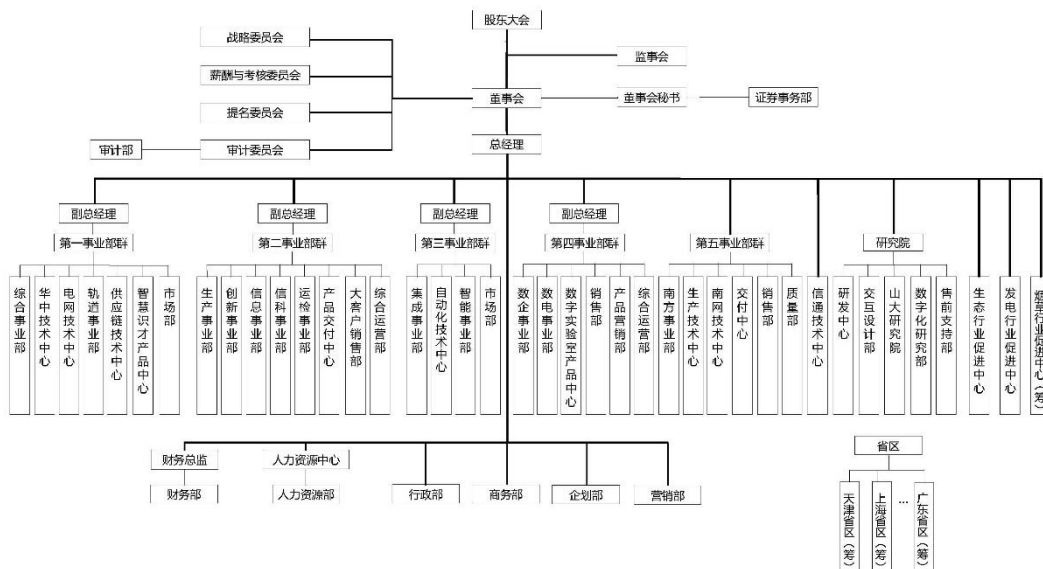 股东大会
战略委员会
监事会
薪酬与考核委员会
董事会
董事会秘书
证券事务部
提名委员会
审计部
审计委员会
总经理
副总经理
副总经理
副总经理
副总经理
第一事业部群
第二事业部群
第三事业部群
第四事业部群
第五事业部群
研究院
综合事业部
华中技术中心
电网技术中心
轨道事业部
供应链技术中心
智慧识才产品中心
市场部
生产事业部
创新事业部
信息事业部
信科事业部
运检事业部
产品交付中心
大客户销售部
综合运营部
集成事业部
自动化技术中心
智能事业部
市场部
数企事业部
数电事业部
数字实验室产品中心
销售部
产品营销部
综合运营部
南方事业部
生产技术中心
南网技术中心
交付中心
销售部
质量部
信通技术中心
研发中心
交互设计部
山大研究院
数字化研究部
售前支持部
生态行业促进中心
发电行业促进中心
烟草行业促进中心（筹）
财务总监
人力资源中心
省区
财务部
人力资源部
行政部
商务部
企划部
营销部
天津省区（筹）
上海省区（筹）
...
广东省区（筹）